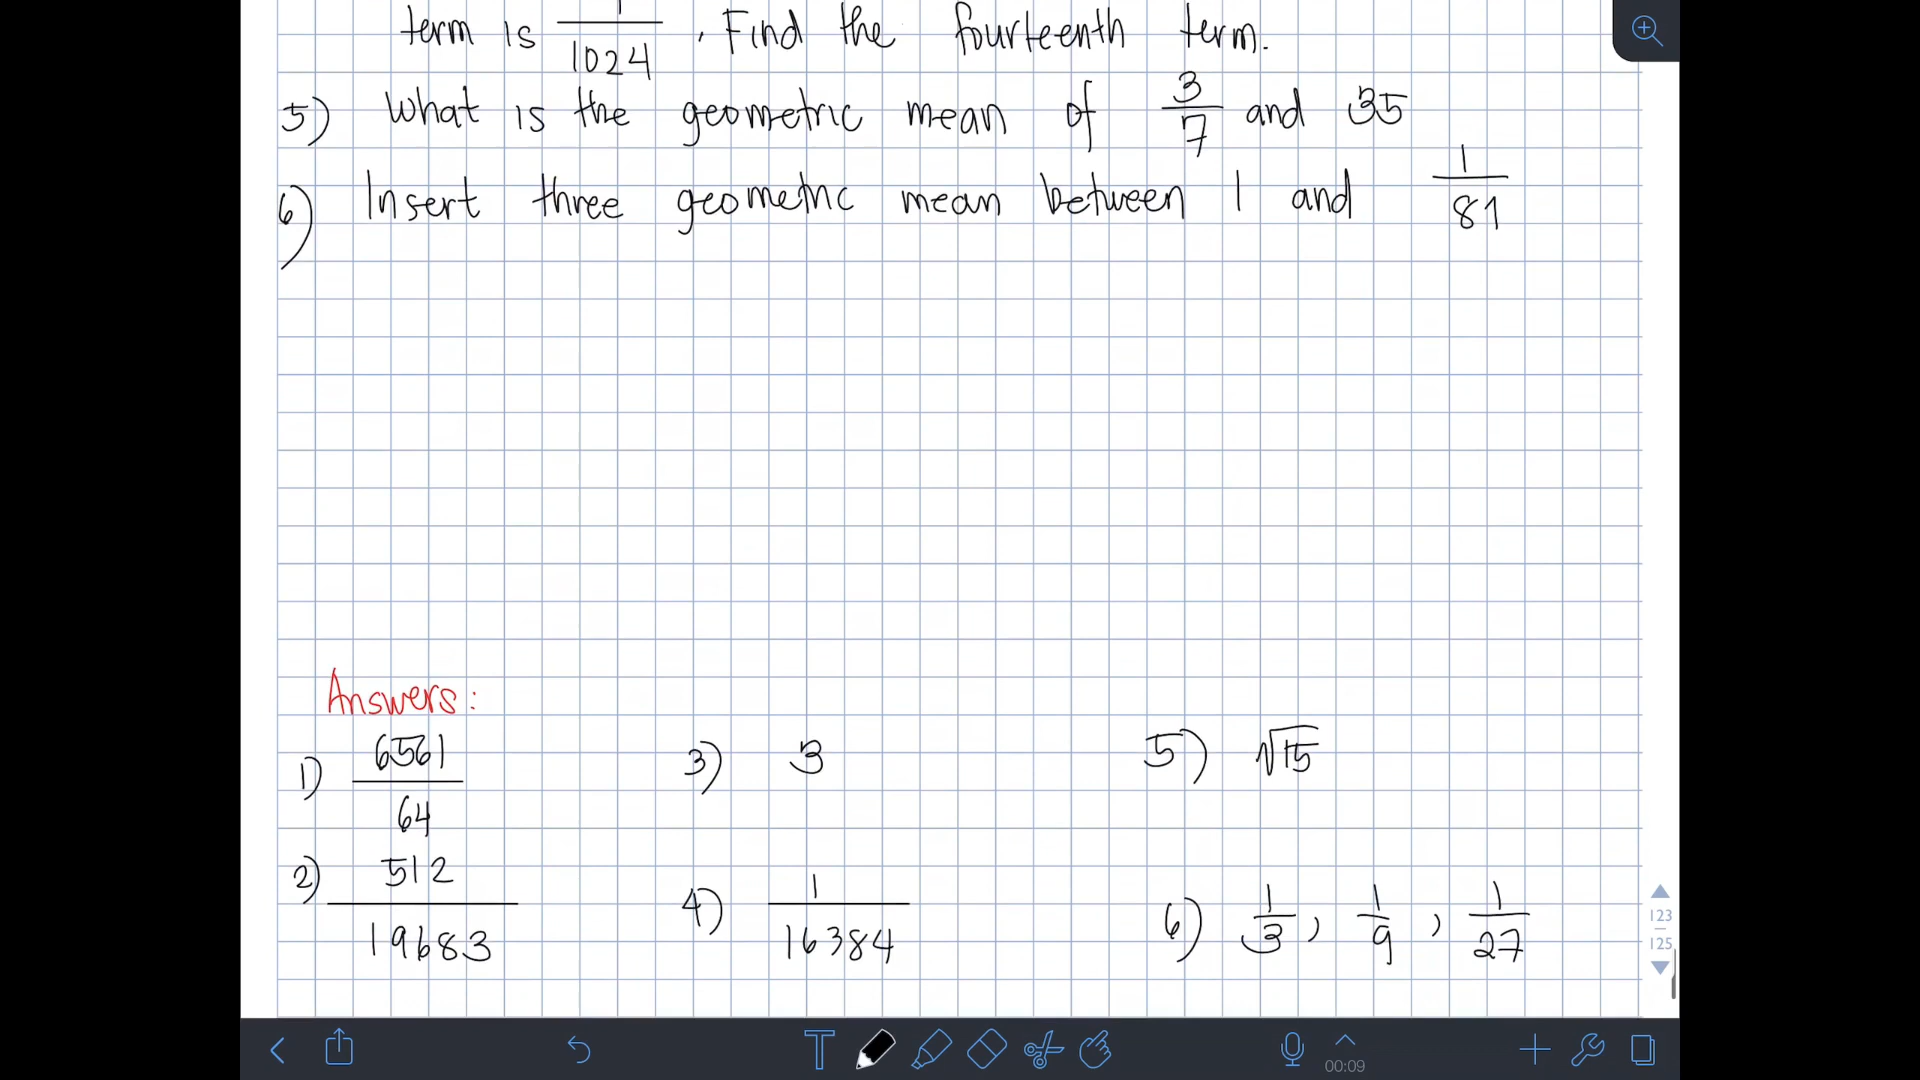 term is 1/1024. Find the fourteenth term.
5) What is the geometric mean of 3/7 and 35
6) Insert three geometric mean between 1 and 1/81
Answers:
1) 6561/64
3) 3
5) √15
2) 512/19683
4) 1/16384
6) 1/3, 1/9, 1/27
123
125
T
00:09